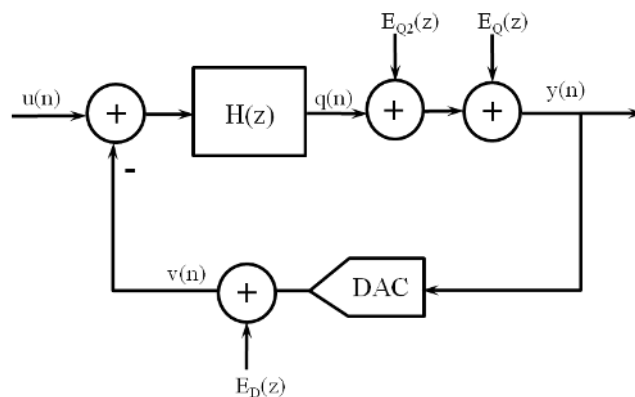 E_Q2(z)
E_Q(z)
u(n)
+
H(z)
q(n)
+
+
y(n)
-
v(n)
+
DAC
E_D(z)